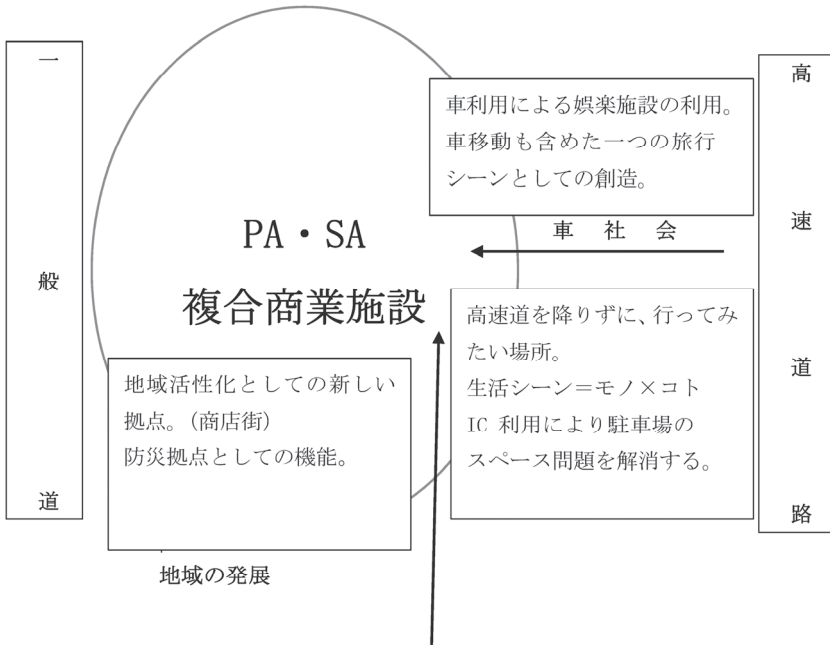 一般道
高速道路
車利用による娯楽施設の利用。
車移動も含めた一つの旅行
シーンとしての創造。
車社会
PA・SA
複合商業施設
高速道を降りずに、行ってみ
たい場所。
生活シーン＝モノ×コト
IC 利用により駐車場の
スペース問題を解消する。
地域活性化としての新しい
拠点。（商店街）
防災拠点としての機能。
地域の発展